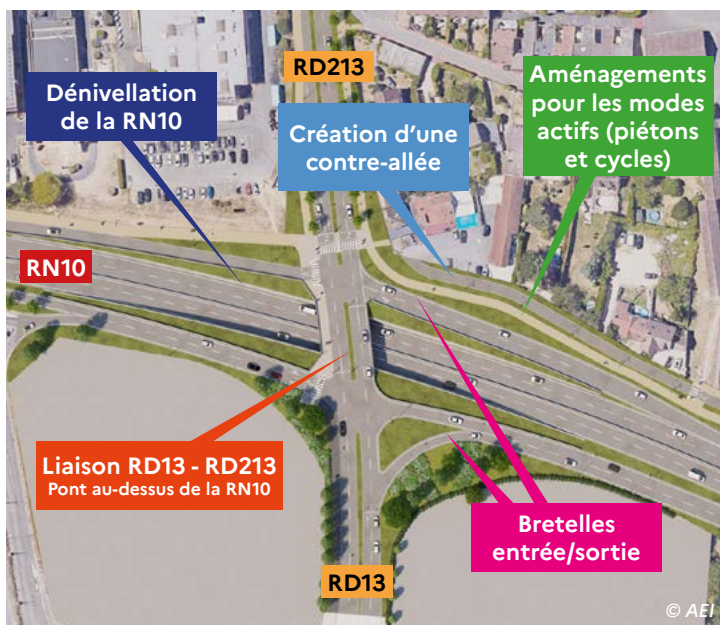 RD213
Dénivellation
de la RN10
Création d’une
contre-allée
Aménagements
pour les modes
actifs (piétons
et cycles)
RN10
Liaison RD13 - RD213
Pont au-dessus de la RN10
Bretelles
entrée/sortie
RD13
© AEI